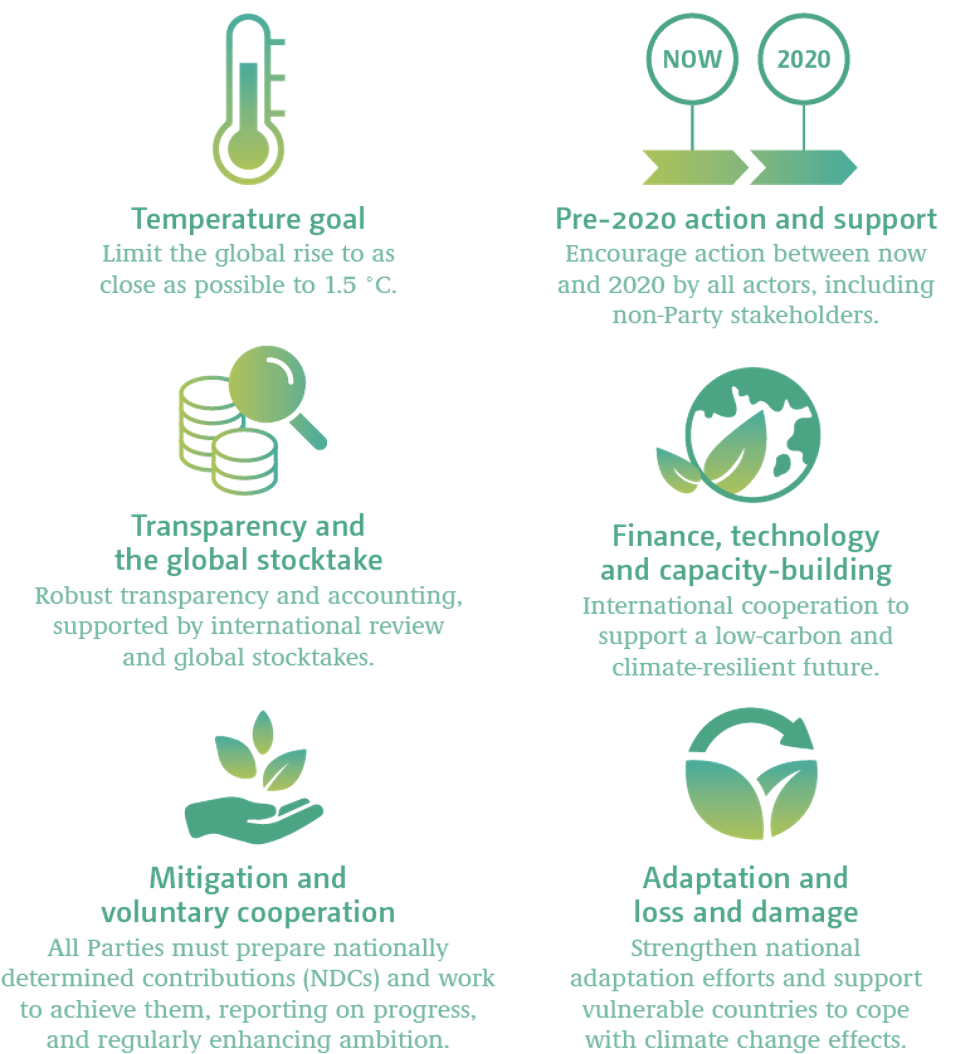 NOW
2020
Temperature goal
Limit the global rise to as
close as possible to 1.5 °C.
Pre-2020 action and support
Encourage action between now
and 2020 by all actors, including
non-Party stakeholders.
Transparency and
the global stocktake
Robust transparency and accounting,
supported by international review
and global stocktakes.
Finance, technology
and capacity-building
International cooperation to
support a low-carbon and
climate-resilient future.
Mitigation and
voluntary cooperation
All Parties must prepare nationally
determined contributions (NDCs) and work
to achieve them, reporting on progress,
and regularly enhancing ambition.
Adaptation and
loss and damage
Strengthen national
adaptation efforts and support
vulnerable countries to cope
with climate change effects.